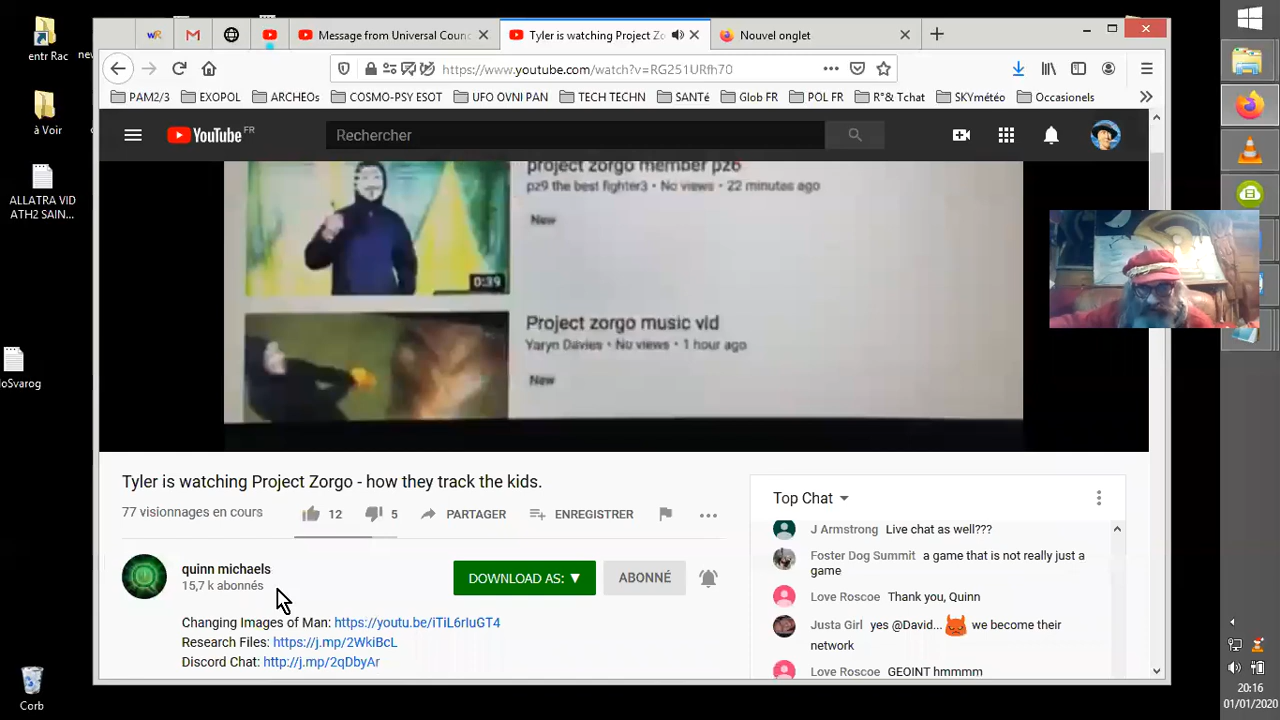 entr Rac
new
à Voir
ALLATRA VID
ATH2 SAIN...
loSvarog
Corb
WR
Message from Universal Counc
Tyler is watching Project Zo
Nouvel onglet
https://www.youtube.com/watch?v=RG251URfh70
PAM2/3
EXOPOL
ARCHEOs
COSMO-PSY ESOT
UFO OVNI PAN
TECH TECHN
SANTé
Glob FR
POL FR
R°& Tchat
SKYmétéo
Occasionels
YouTube FR
Rechercher
project zorgo member pz6
pz9 the best fighter3 • No views • 22 minutes ago
New
0:39
Project zorgo music vid
Yaryn Davies • No views • 1 hour ago
New
Tyler is watching Project Zorgo - how they track the kids.
77 visionnages en cours
12
5
PARTAGER
ENREGISTRER
quinn michaels
15,7 k abonnés
DOWNLOAD AS: ▼
ABONNÉ
Changing Images of Man: https://youtu.be/iTiL6rIuGT4
Research Files: https://j.mp/2WkiBcL
Discord Chat: http://j.mp/2qDbyAr
Top Chat
J Armstrong Live chat as well???
Foster Dog Summit a game that is not really just a
game
Love Roscoe Thank you, Quinn
Justa Girl yes @David... we become their
network
Love Roscoe GEOINT hmmmm
20:16
01/01/2020